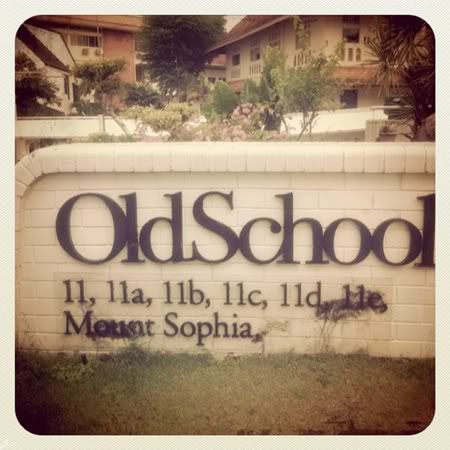 OldSchool
11, 11a, 11b, 11c, 11d, 11e,
Mount Sophia,